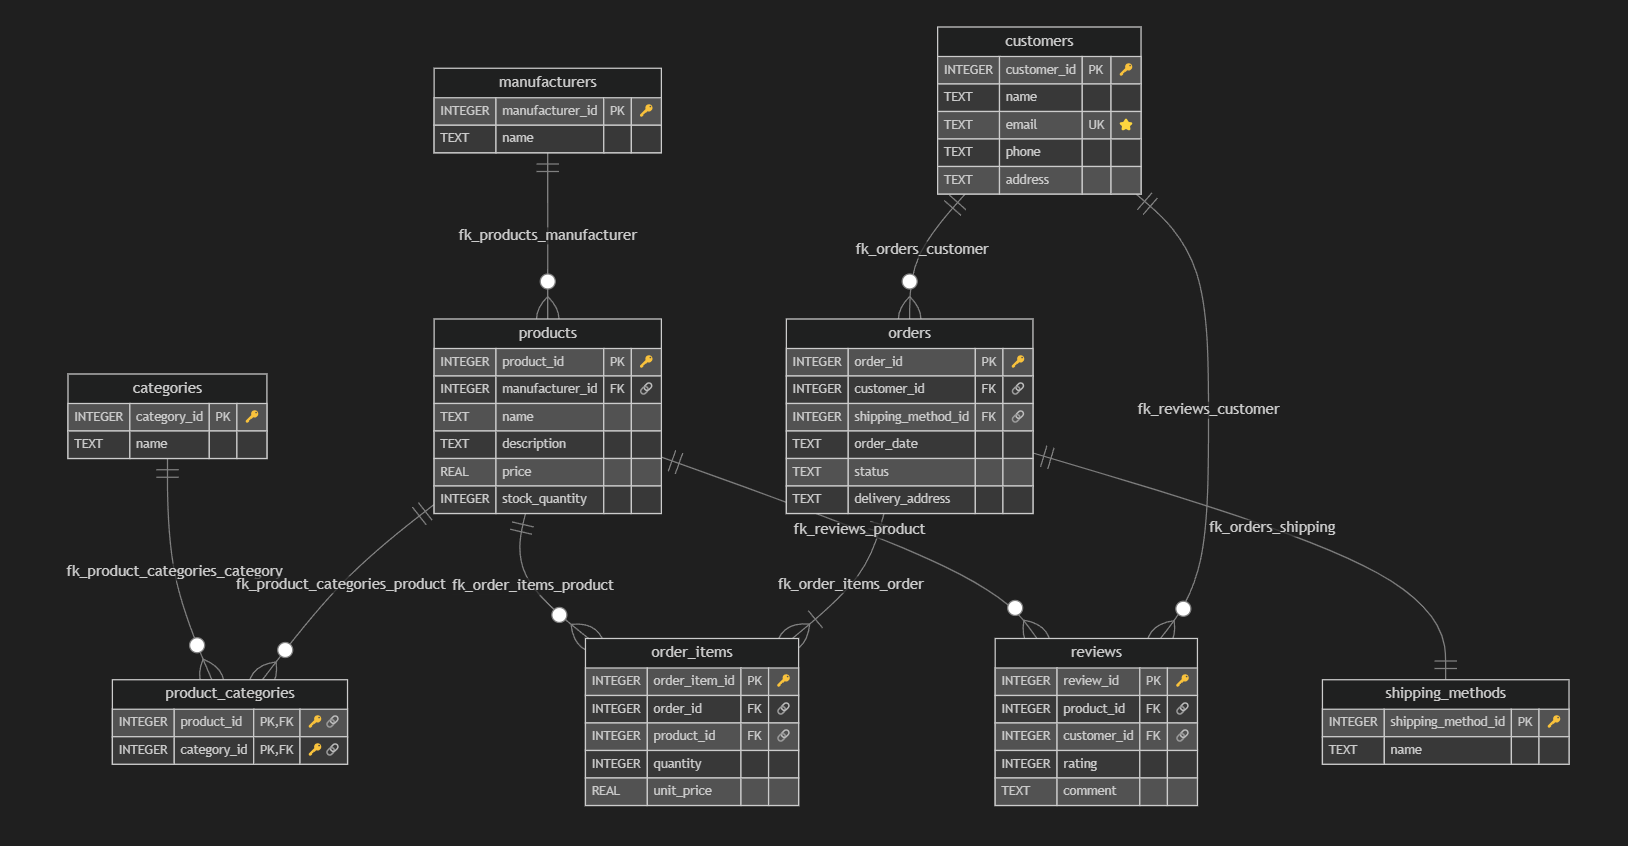 customers
INTEGER customer_id PK 🔑
TEXT name
TEXT email UK ⭐
TEXT phone
TEXT address
manufacturers
INTEGER manufacturer_id PK 🔑
TEXT name
fk_products_manufacturer
fk_orders_customer
products
INTEGER product_id PK 🔑
INTEGER manufacturer_id FK 🔗
TEXT name
TEXT description
REAL price
INTEGER stock_quantity
orders
INTEGER order_id PK 🔑
INTEGER customer_id FK 🔗
INTEGER shipping_method_id FK 🔗
TEXT order_date
TEXT status
TEXT delivery_address
categories
INTEGER category_id PK 🔑
TEXT name
fk_reviews_customer
fk_reviews_product
fk_orders_shipping
fk_product_categories_category
fk_product_categories_product
fk_order_items_product
fk_order_items_order
product_categories
INTEGER product_id PK,FK 🔑 🔗
INTEGER category_id PK,FK 🔑 🔗
order_items
INTEGER order_item_id PK 🔑
INTEGER order_id FK 🔗
INTEGER product_id FK 🔗
INTEGER quantity
REAL unit_price
reviews
INTEGER review_id PK 🔑
INTEGER product_id FK 🔗
INTEGER customer_id FK 🔗
INTEGER rating
TEXT comment
shipping_methods
INTEGER shipping_method_id PK 🔑
TEXT name